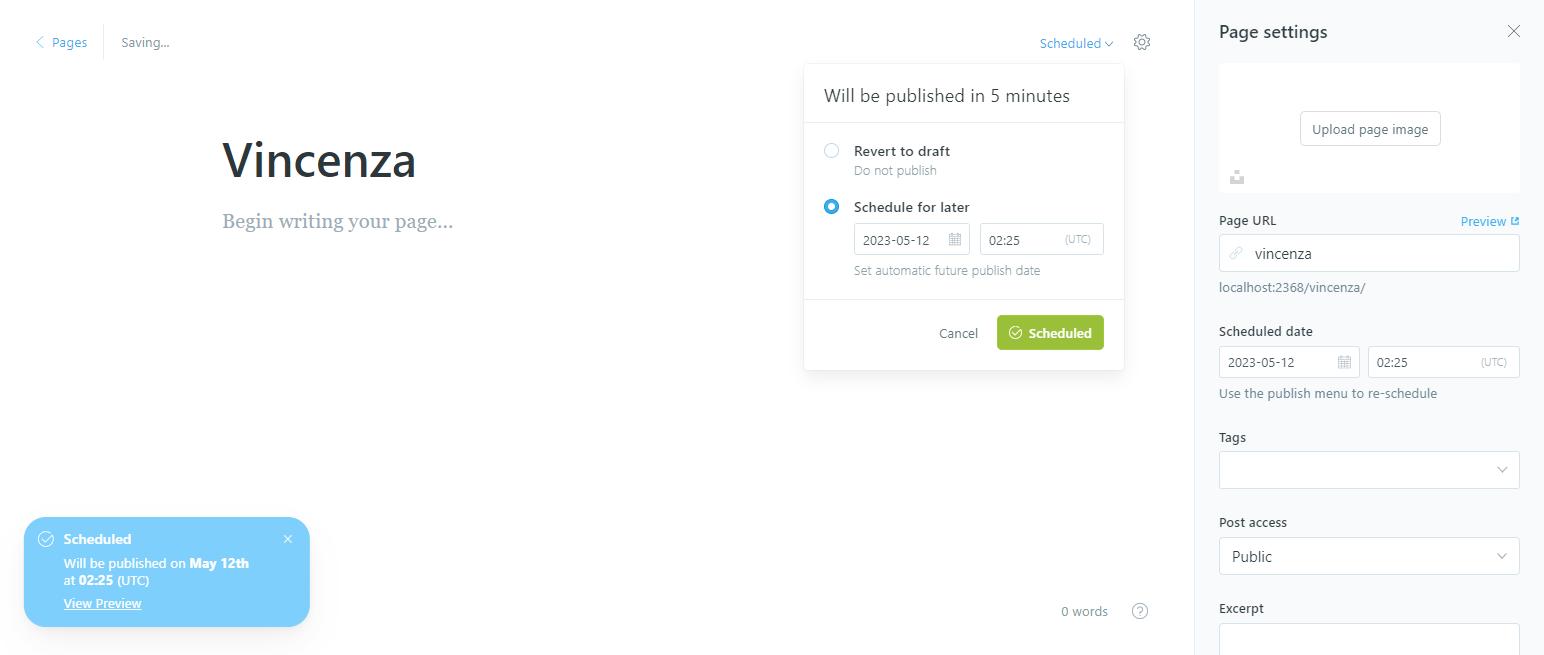 Pages
Saving...
Scheduled
Vincenza
Begin writing your page...
Will be published in 5 minutes
Revert to draft
Do not publish
Schedule for later
2023-05-12
02:25 (UTC)
Set automatic future publish date
Cancel
Scheduled
Scheduled
Will be published on May 12th
at 02:25 (UTC)
View Preview
0 words
Page settings
Upload page image
Page URL
Preview
vincenza
localhost:2368/vincenza/
Scheduled date
2023-05-12
02:25 (UTC)
Use the publish menu to re-schedule
Tags
Post access
Public
Excerpt